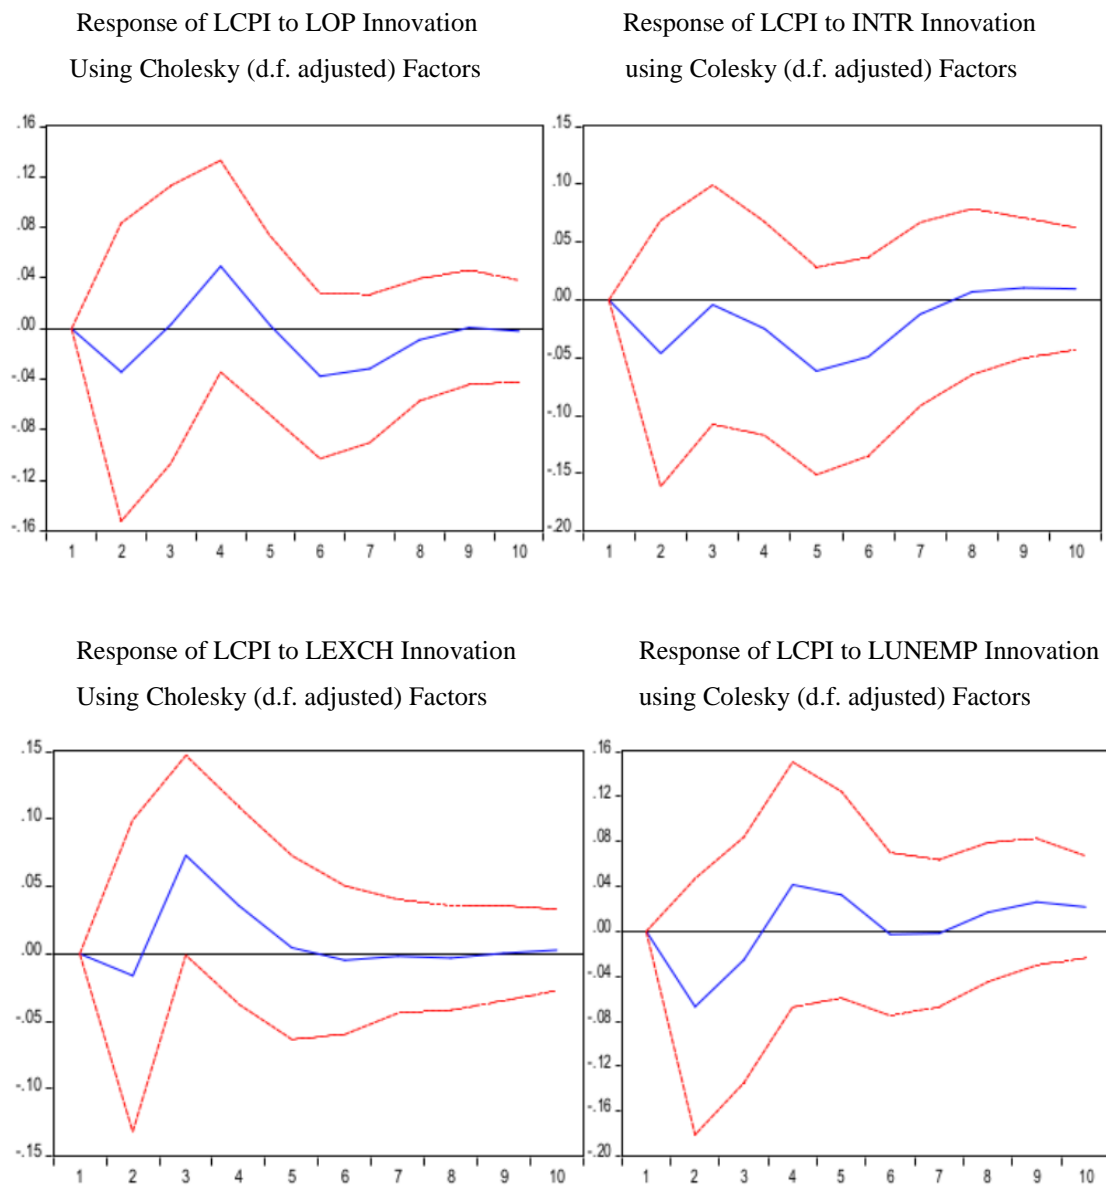 Response of LCPI to LOP Innovation
Using Cholesky (d.f. adjusted) Factors
.16
.12
.08
.04
.00
-.04
-.08
-.12
-.16
1 2 3 4 5 6 7 8 9 10
Response of LCPI to INTR Innovation
using Colesky (d.f. adjusted) Factors
.15
.10
.05
.00
-.05
-.10
-.15
-.20
1 2 3 4 5 6 7 8 9 10
Response of LCPI to LEXCH Innovation
Using Cholesky (d.f. adjusted) Factors
.15
.10
.05
.00
-.05
-.10
-.15
1 2 3 4 5 6 7 8 9 10
Response of LCPI to LUNEMP Innovation
using Colesky (d.f. adjusted) Factors
.16
.12
.08
.04
.00
-.04
-.08
-.12
-.16
-.20
1 2 3 4 5 6 7 8 9 10